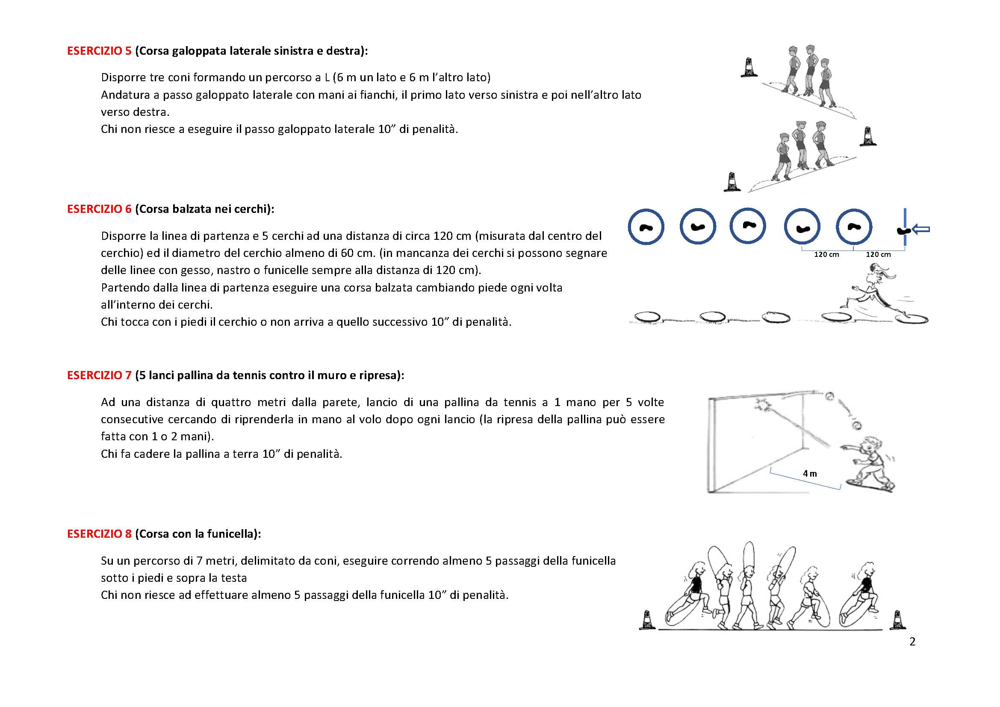 ESERCIZIO 5 (Corsa galoppata laterale sinistra e destra):
Disporre tre coni formando un percorso a L (6 m un lato e 6 m l’altro lato)
Andatura a passo galoppato laterale con mani ai fianchi, il primo lato verso sinistra e poi nell’altro lato
verso destra.
Chi non riesce a eseguire il passo galoppato laterale 10” di penalità.
ESERCIZIO 6 (Corsa balzata nei cerchi):
Disporre la linea di partenza e 5 cerchi ad una distanza di circa 120 cm (misurata dal centro del
cerchio) ed il diametro del cerchio almeno di 60 cm. (in mancanza dei cerchi si possono segnare
delle linee con gesso, nastro o funicelle sempre alla distanza di 120 cm).
Partendo dalla linea di partenza eseguire una corsa balzata cambiando piede ogni volta
all’interno dei cerchi.
Chi tocca con i piedi il cerchio o non arriva a quello successivo 10” di penalità.
120 cm 120 cm
ESERCIZIO 7 (5 lanci pallina da tennis contro il muro e ripresa):
Ad una distanza di quattro metri dalla parete, lancio di una pallina da tennis a 1 mano per 5 volte
consecutive cercando di riprenderla in mano al volo dopo ogni lancio (la ripresa della pallina può essere
fatta con 1 o 2 mani).
Chi fa cadere la pallina a terra 10” di penalità.
4 m
ESERCIZIO 8 (Corsa con la funicella):
Su un percorso di 7 metri, delimitato da coni, eseguire correndo almeno 5 passaggi della funicella
sotto i piedi e sopra la testa
Chi non riesce ad effettuare almeno 5 passaggi della funicella 10” di penalità.
2